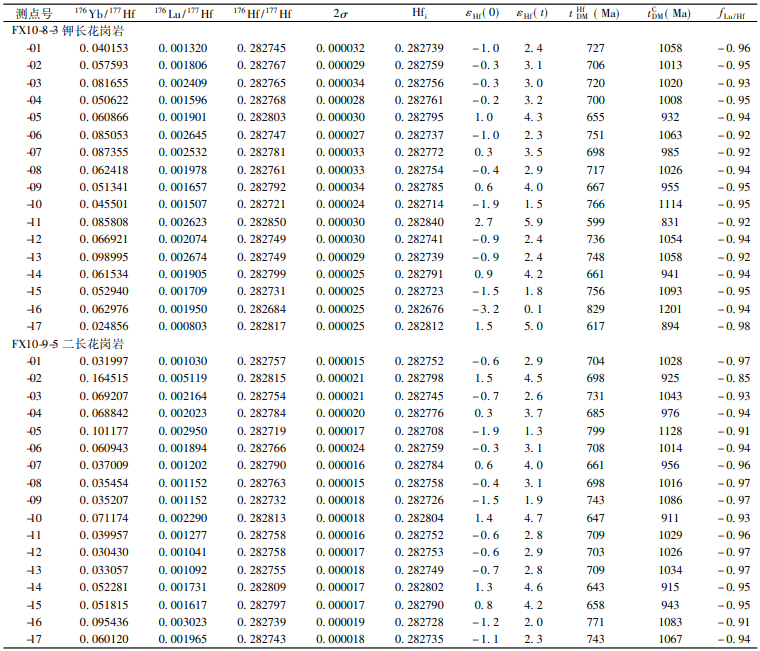 测点号 176Yb/177Hf 176Lu/177Hf 176Hf/177Hf 2σ Hfi εHf(0) εHf(t) tHfDM(Ma) tCDM(Ma) fLu/Hf
FX10-8-3 钾长花岗岩
-01 0.040153 0.001320 0.282745 0.000032 0.282739 -1.0 2.4 727 1058 -0.96
-02 0.057593 0.001806 0.282767 0.000029 0.282759 -0.3 3.1 706 1013 -0.95
-03 0.081655 0.002409 0.282765 0.000034 0.282756 -0.3 3.0 720 1020 -0.93
-04 0.050622 0.001596 0.282768 0.000028 0.282761 -0.2 3.2 700 1008 -0.95
-05 0.060866 0.001901 0.282803 0.000030 0.282795 1.0 4.3 655 932 -0.94
-06 0.085053 0.002645 0.282747 0.000027 0.282737 -1.0 2.3 751 1063 -0.92
-07 0.087355 0.002532 0.282781 0.000033 0.282772 0.3 3.5 698 985 -0.92
-08 0.062418 0.001978 0.282761 0.000033 0.282754 -0.4 2.9 717 1026 -0.94
-09 0.051341 0.001657 0.282792 0.000034 0.282785 0.6 4.0 667 955 -0.95
-10 0.045501 0.001507 0.282721 0.000024 0.282714 -1.9 1.5 766 1114 -0.95
-11 0.085808 0.002623 0.282850 0.000030 0.282840 2.7 5.9 599 831 -0.92
-12 0.066921 0.002074 0.282749 0.000030 0.282741 -0.9 2.4 736 1054 -0.94
-13 0.098995 0.002674 0.282749 0.000029 0.282739 -0.9 2.4 748 1058 -0.92
-14 0.061534 0.001905 0.282799 0.000025 0.282791 0.9 4.2 661 941 -0.94
-15 0.052940 0.001709 0.282731 0.000025 0.282723 -1.5 1.8 756 1093 -0.95
-16 0.062976 0.001950 0.282684 0.000025 0.282676 -3.2 0.1 829 1201 -0.94
-17 0.024856 0.000803 0.282817 0.000025 0.282812 1.5 5.0 617 894 -0.98
FX10-9-5 二长花岗岩
-01 0.031997 0.001030 0.282757 0.000015 0.282752 -0.6 2.9 704 1028 -0.97
-02 0.164515 0.005119 0.282815 0.000021 0.282798 1.5 4.5 698 925 -0.85
-03 0.069207 0.002164 0.282754 0.000021 0.282745 -0.7 2.6 731 1043 -0.93
-04 0.068842 0.002023 0.282784 0.000020 0.282776 0.3 3.7 685 976 -0.94
-05 0.101177 0.002950 0.282719 0.000017 0.282708 -1.9 1.3 799 1128 -0.91
-06 0.060943 0.001894 0.282766 0.000024 0.282759 -0.3 3.1 708 1014 -0.94
-07 0.037009 0.001202 0.282790 0.000016 0.282784 0.6 4.0 661 956 -0.96
-08 0.035454 0.001152 0.282763 0.000015 0.282758 -0.4 3.1 698 1016 -0.97
-09 0.035207 0.001152 0.282732 0.000018 0.282726 -1.5 1.9 743 1086 -0.97
-10 0.071174 0.002290 0.282813 0.000018 0.282804 1.4 4.7 647 911 -0.93
-11 0.039957 0.001277 0.282758 0.000016 0.282752 -0.6 2.8 709 1029 -0.96
-12 0.030430 0.001041 0.282758 0.000017 0.282753 -0.6 2.9 703 1026 -0.97
-13 0.033057 0.001092 0.282755 0.000018 0.282749 -0.7 2.8 709 1034 -0.97
-14 0.052281 0.001731 0.282809 0.000017 0.282802 1.3 4.6 643 915 -0.95
-15 0.051815 0.001617 0.282797 0.000017 0.282790 0.8 4.2 658 943 -0.95
-16 0.095436 0.003023 0.282739 0.000019 0.282728 -1.2 2.0 771 1083 -0.91
-17 0.060120 0.001965 0.282743 0.000018 0.282735 -1.1 2.3 743 1067 -0.94